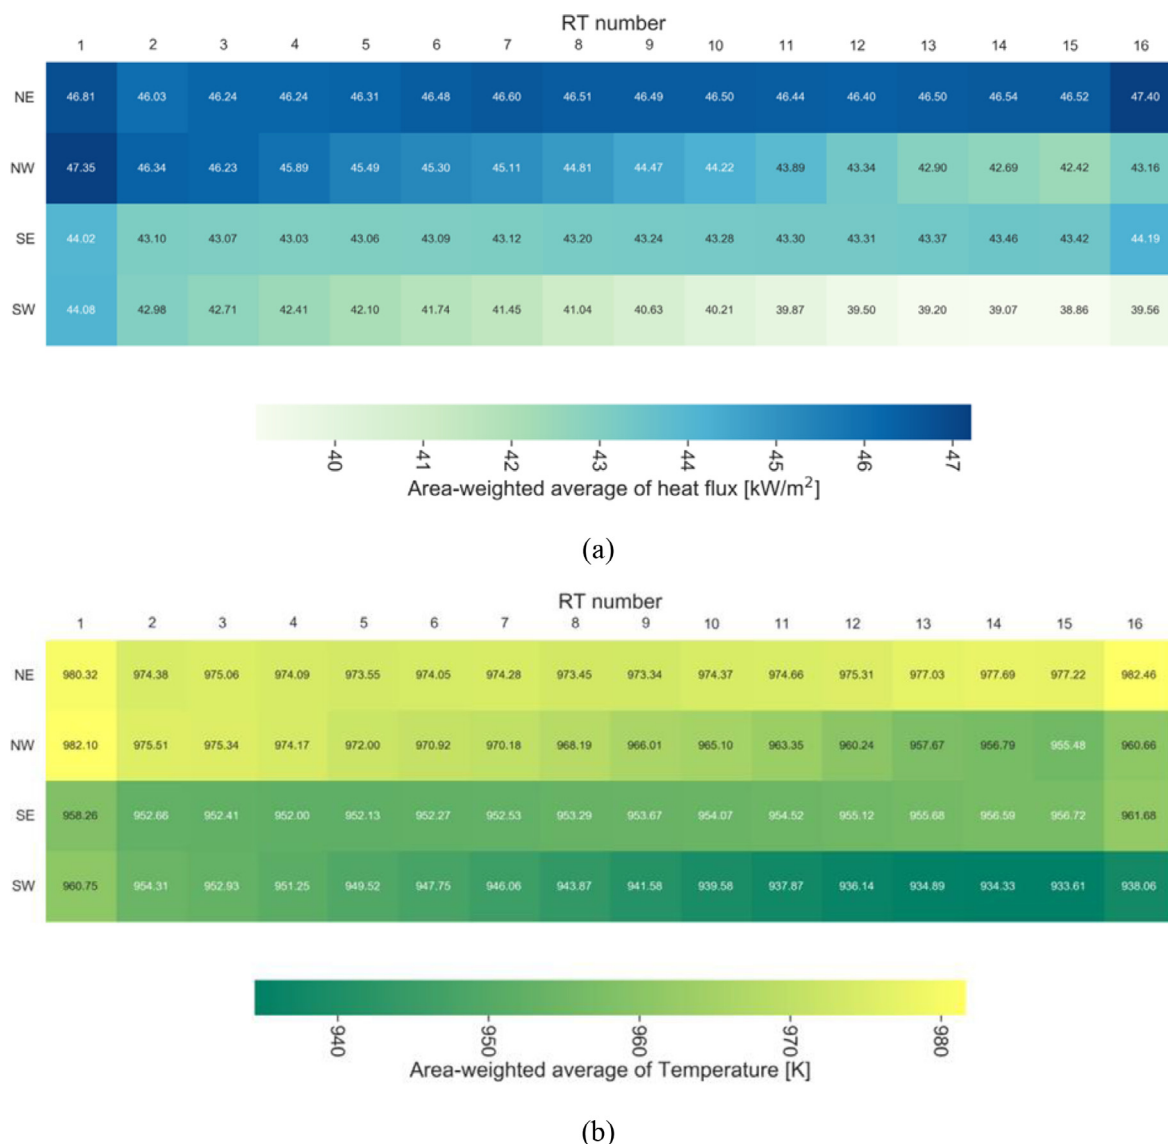 RT number
1 2 3 4 5 6 7 8 9 10 11 12 13 14 15 16
NE 46.81 46.03 46.24 46.24 46.31 46.48 46.60 46.51 46.49 46.50 46.44 46.40 46.50 46.54 46.52 47.40
NW 47.35 46.34 46.23 45.89 45.49 45.30 45.11 44.81 44.47 44.22 43.89 43.34 42.90 42.69 42.42 43.16
SE 44.02 43.10 43.07 43.03 43.06 43.09 43.12 43.20 43.24 43.28 43.30 43.31 43.37 43.46 43.42 44.19
SW 44.08 42.98 42.71 42.41 42.10 41.74 41.45 41.04 40.63 40.21 39.87 39.50 39.20 39.07 38.86 39.56
40 41 42 43 44 45 46 47
Area-weighted average of heat flux [kW/m²]
(a)
RT number
1 2 3 4 5 6 7 8 9 10 11 12 13 14 15 16
NE 980.32 974.38 975.06 974.09 973.55 974.05 974.28 973.45 973.34 974.37 974.66 975.31 977.03 977.69 977.22 982.46
NW 982.10 975.51 975.34 974.17 972.00 970.92 970.18 968.19 966.01 965.10 963.35 960.24 957.67 956.79 955.48 960.66
SE 958.26 952.66 952.41 952.00 952.13 952.27 952.53 953.29 953.67 954.07 954.52 955.12 955.68 956.59 956.72 961.68
SW 960.75 954.31 952.93 951.25 949.52 947.75 946.06 943.87 941.58 939.58 937.87 936.14 934.89 934.33 933.61 938.06
940 950 960 970 980
Area-weighted average of Temperature [K]
(b)